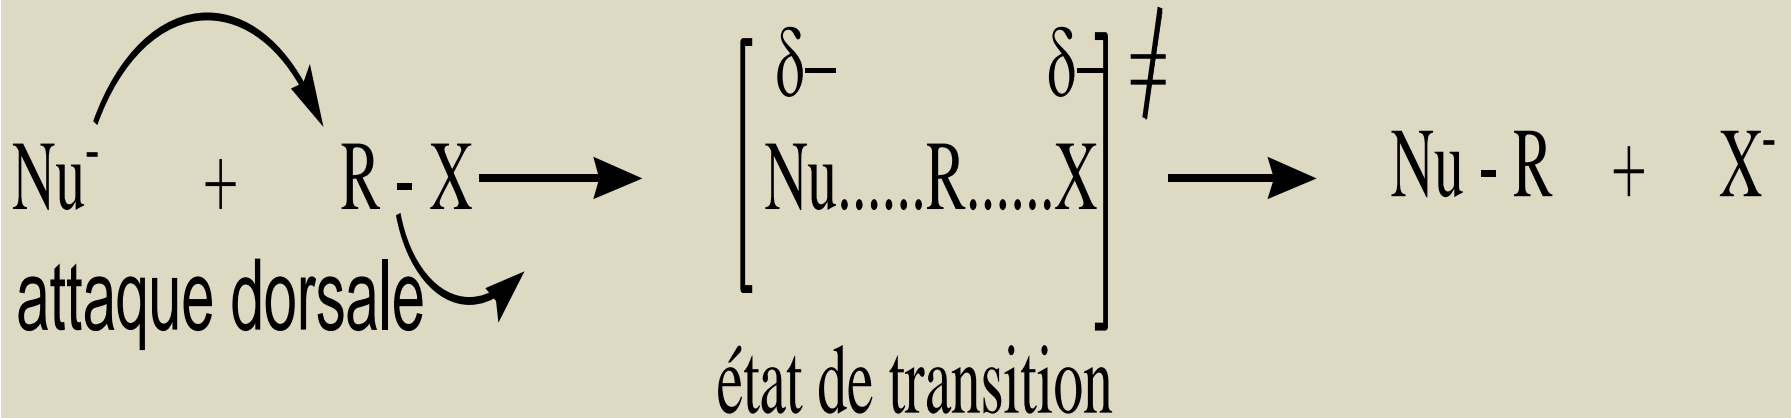 δ– δ– ≠
Nu⁻ + R - X Nu......R......X Nu - R + X⁻
attaque dorsale
état de transition